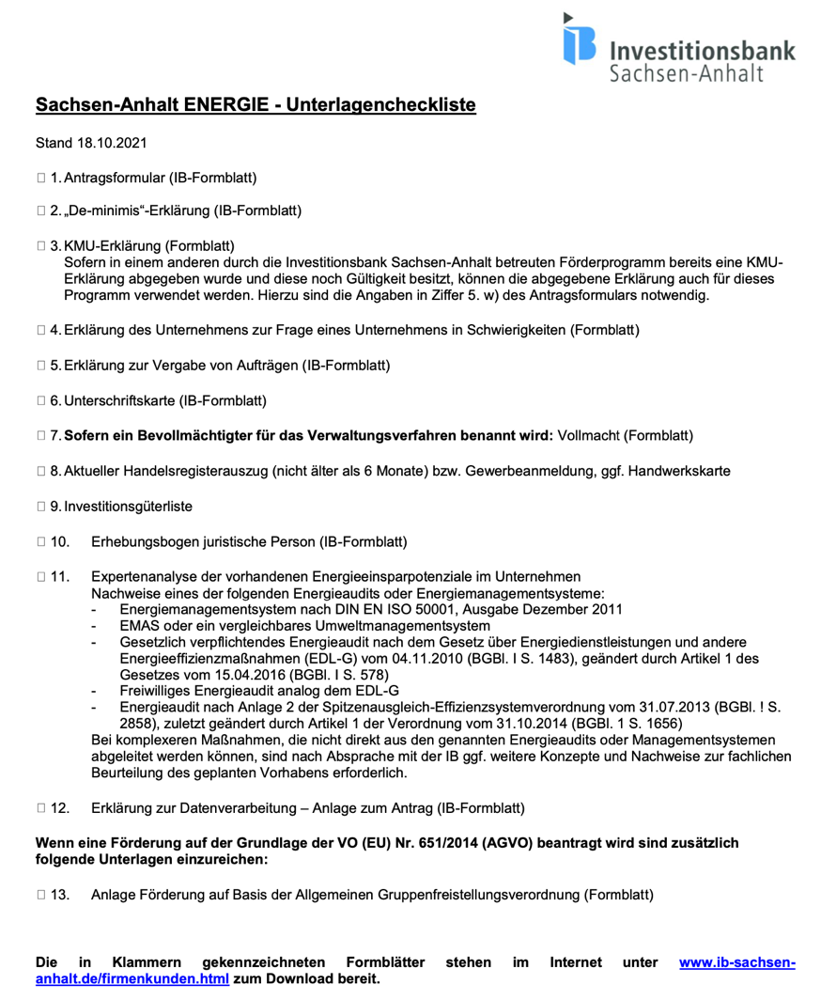 Investitionsbank
Sachsen-Anhalt
Sachsen-Anhalt ENERGIE - Unterlagencheckliste
Stand 18.10.2021
☐ 1. Antragsformular (IB-Formblatt)
☐ 2. „De-minimis“-Erklärung (IB-Formblatt)
☐ 3. KMU-Erklärung (Formblatt)
Sofern in einem anderen durch die Investitionsbank Sachsen-Anhalt betreuten Förderprogramm bereits eine KMU-
Erklärung abgegeben wurde und diese noch Gültigkeit besitzt, können die abgegebene Erklärung auch für dieses
Programm verwendet werden. Hierzu sind die Angaben in Ziffer 5. w) des Antragsformulars notwendig.
☐ 4. Erklärung des Unternehmens zur Frage eines Unternehmens in Schwierigkeiten (Formblatt)
☐ 5. Erklärung zur Vergabe von Aufträgen (IB-Formblatt)
☐ 6. Unterschriftskarte (IB-Formblatt)
☐ 7. Sofern ein Bevollmächtigter für das Verwaltungsverfahren benannt wird: Vollmacht (Formblatt)
☐ 8. Aktueller Handelsregisterauszug (nicht älter als 6 Monate) bzw. Gewerbeanmeldung, ggf. Handwerkskarte
☐ 9. Investitionsgüterliste
☐ 10. Erhebungsbogen juristische Person (IB-Formblatt)
☐ 11. Expertenanalyse der vorhandenen Energieeinsparpotenziale im Unternehmen
Nachweise eines der folgenden Energieaudits oder Energiemanagementsysteme:
- Energiemanagementsystem nach DIN EN ISO 50001, Ausgabe Dezember 2011
- EMAS oder ein vergleichbares Umweltmanagementsystem
- Gesetzlich verpflichtendes Energieaudit nach dem Gesetz über Energiedienstleistungen und andere
Energieeffizienzmaßnahmen (EDL-G) vom 04.11.2010 (BGBl. I S. 1483), geändert durch Artikel 1 des
Gesetzes vom 15.04.2016 (BGBl. I S. 578)
- Freiwilliges Energieaudit analog dem EDL-G
- Energieaudit nach Anlage 2 der Spitzenausgleich-Effizienzsystemverordnung vom 31.07.2013 (BGBl. ! S.
2858), zuletzt geändert durch Artikel 1 der Verordnung vom 31.10.2014 (BGBl. 1 S. 1656)
Bei komplexeren Maßnahmen, die nicht direkt aus den genannten Energieaudits oder Managementsystemen
abgeleitet werden können, sind nach Absprache mit der IB ggf. weitere Konzepte und Nachweise zur fachlichen
Beurteilung des geplanten Vorhabens erforderlich.
☐ 12. Erklärung zur Datenverarbeitung – Anlage zum Antrag (IB-Formblatt)
Wenn eine Förderung auf der Grundlage der VO (EU) Nr. 651/2014 (AGVO) beantragt wird sind zusätzlich
folgende Unterlagen einzureichen:
☐ 13. Anlage Förderung auf Basis der Allgemeinen Gruppenfreistellungsverordnung (Formblatt)
Die in Klammern gekennzeichneten Formblätter stehen im Internet unter www.ib-sachsen-
anhalt.de/firmenkunden.html zum Download bereit.